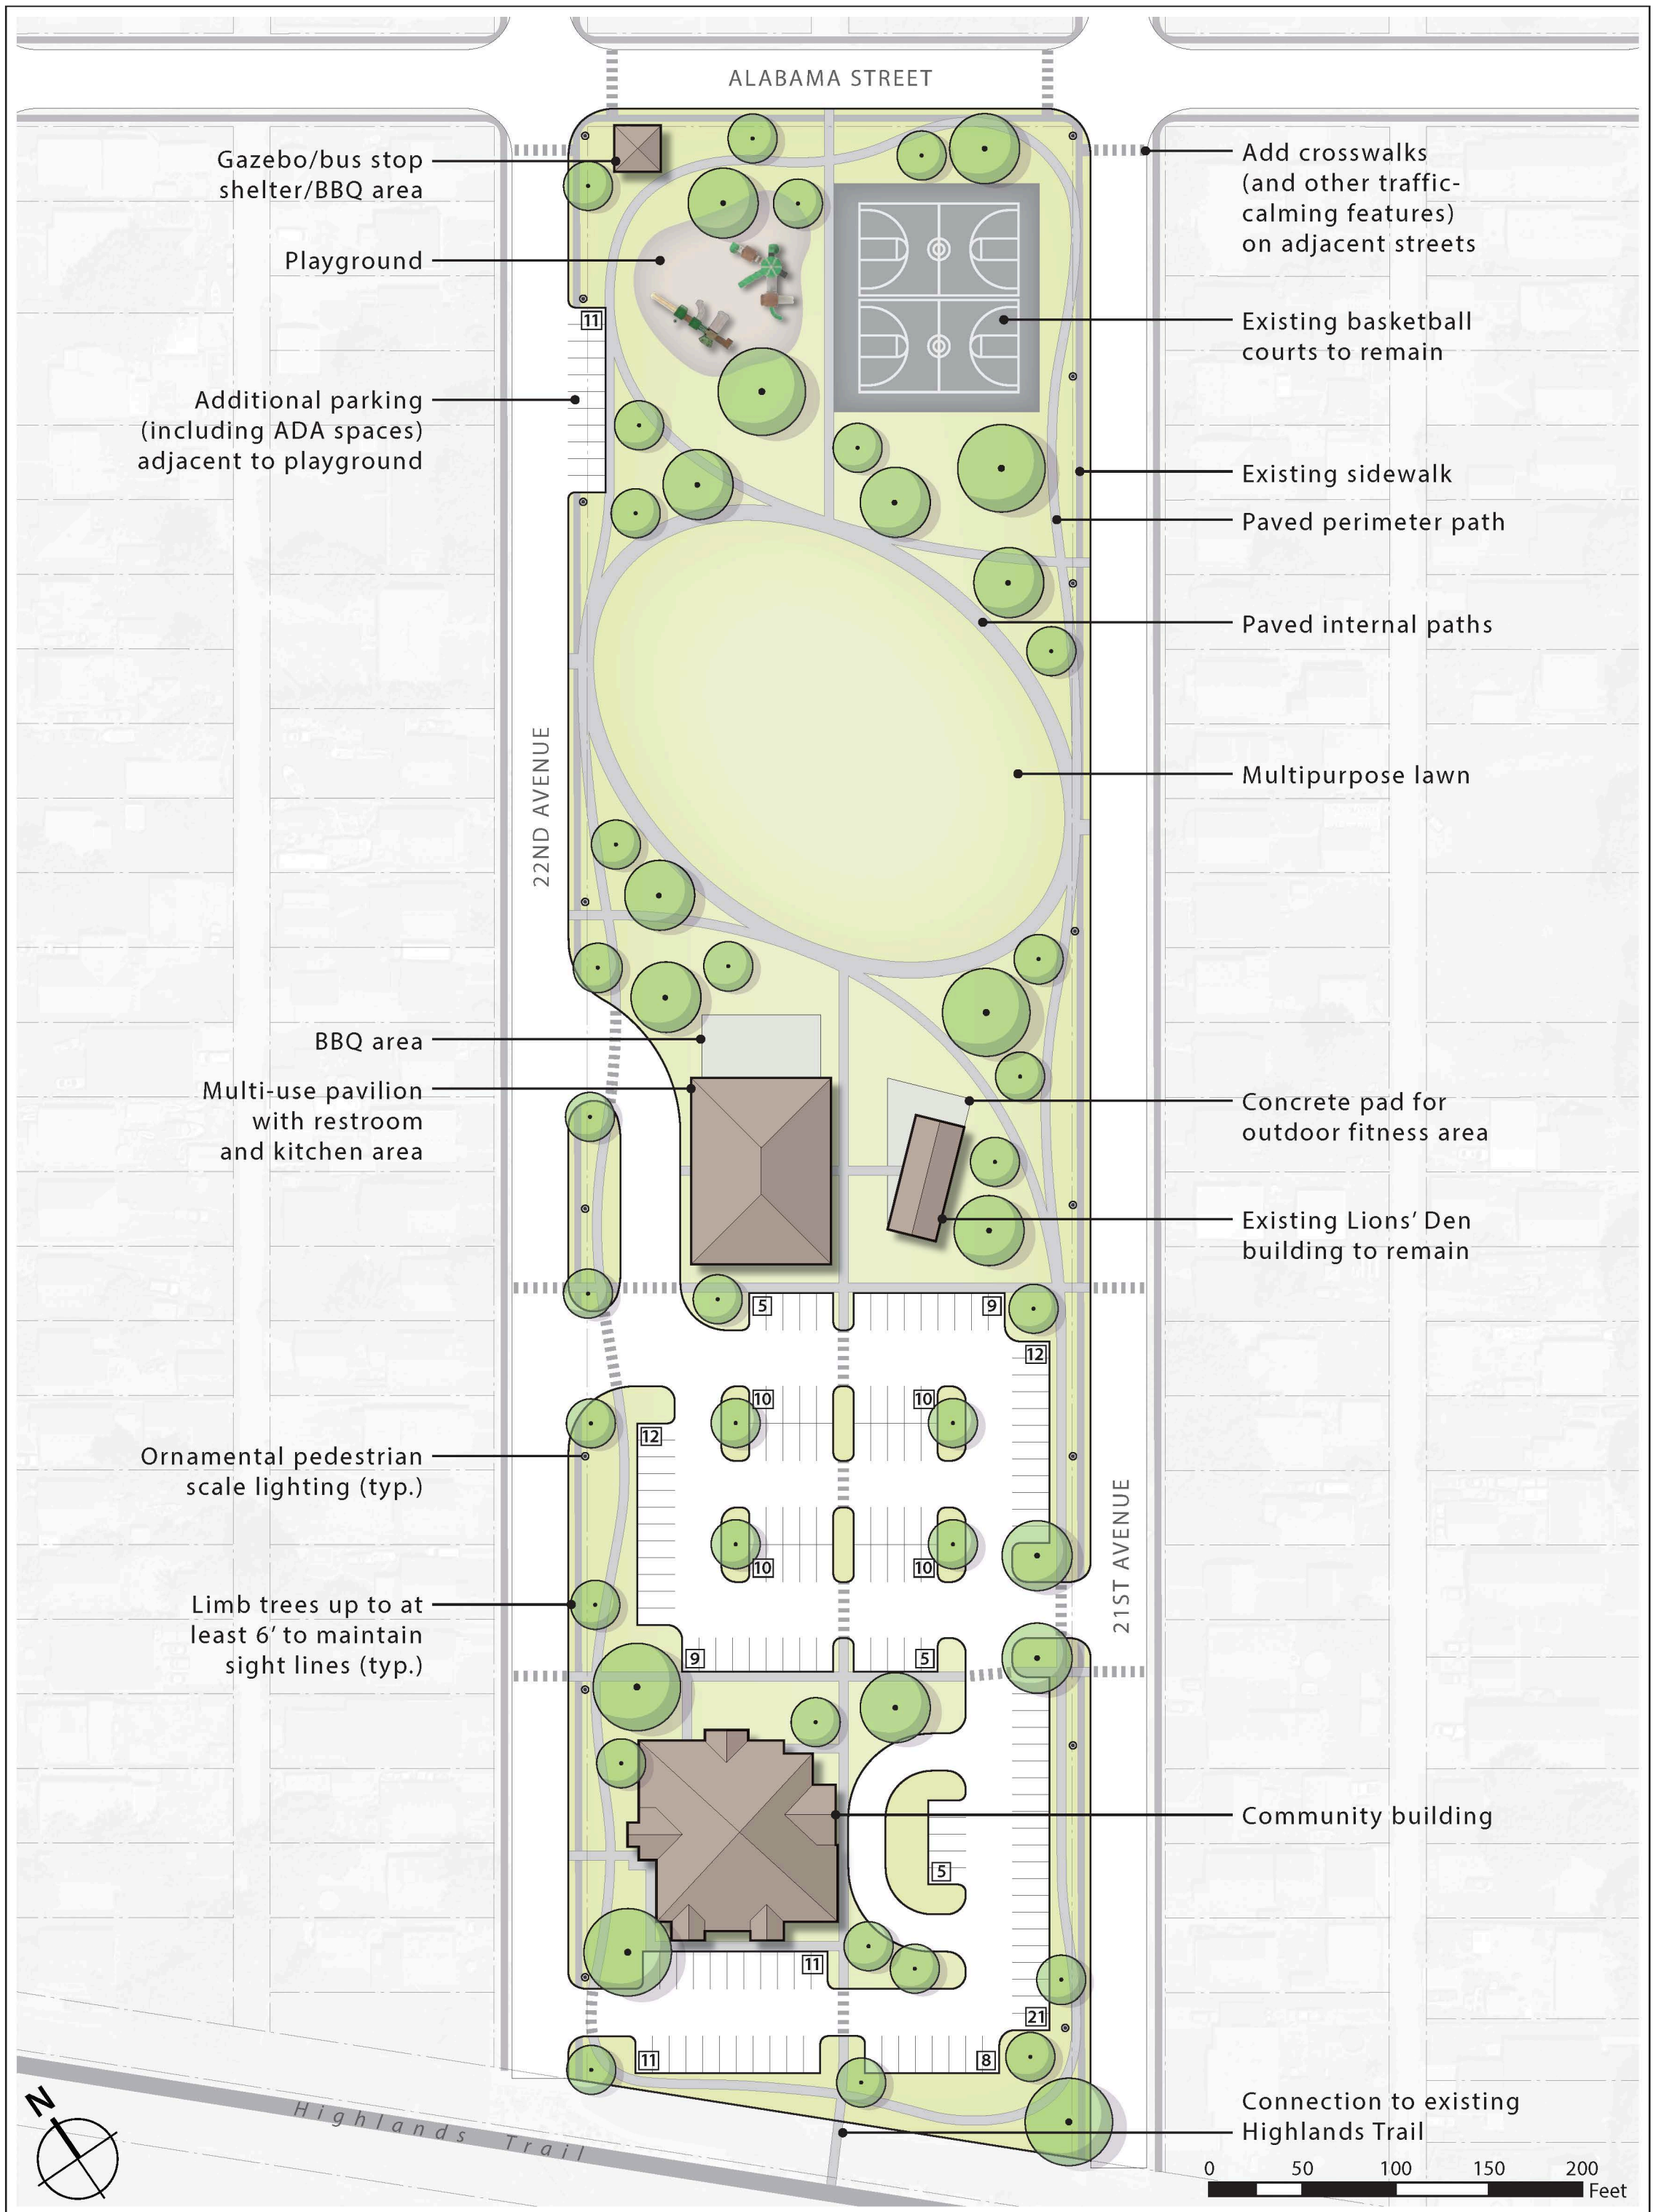 ALABAMA STREET
Gazebo/bus stop
shelter/BBQ area
Playground
11
Additional parking
(including ADA spaces)
adjacent to playground
Add crosswalks
(and other traffic-
calming features)
on adjacent streets
Existing basketball
courts to remain
Existing sidewalk
Paved perimeter path
Paved internal paths
Multipurpose lawn
22ND AVENUE
BBQ area
Multi-use pavilion
with restroom
and kitchen area
Concrete pad for
outdoor fitness area
Existing Lions’ Den
building to remain
5
9
12
10
10
12
Ornamental pedestrian
scale lighting (typ.)
10
10
21ST AVENUE
Limb trees up to at
least 6’ to maintain
sight lines (typ.)
9
5
Community building
5
11
21
11
8
Connection to existing
Highlands Trail
Highlands Trail
N
0 50 100 150 200
Feet